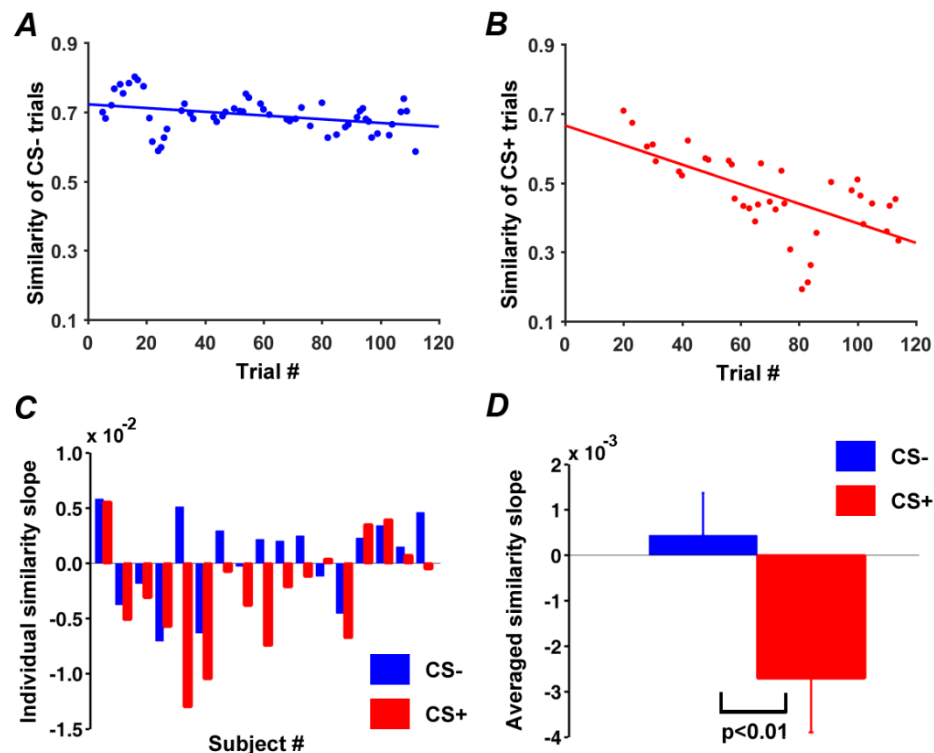 A
Similarity of CS- trials
0.9
0.7
0.5
0.3
0.1
0 20 40 60 80 100 120
Trial #
B
Similarity of CS+ trials
0.9
0.7
0.5
0.3
0.1
0 20 40 60 80 100 120
Trial #
C
x 10-2
Individual similarity slope
1.0
0.5
0.0
-0.5
-1.0
-1.5
CS-
CS+
Subject #
D
x 10-3
Averaged similarity slope
2
1
0
-1
-2
-3
-4
CS-
CS+
p<0.01